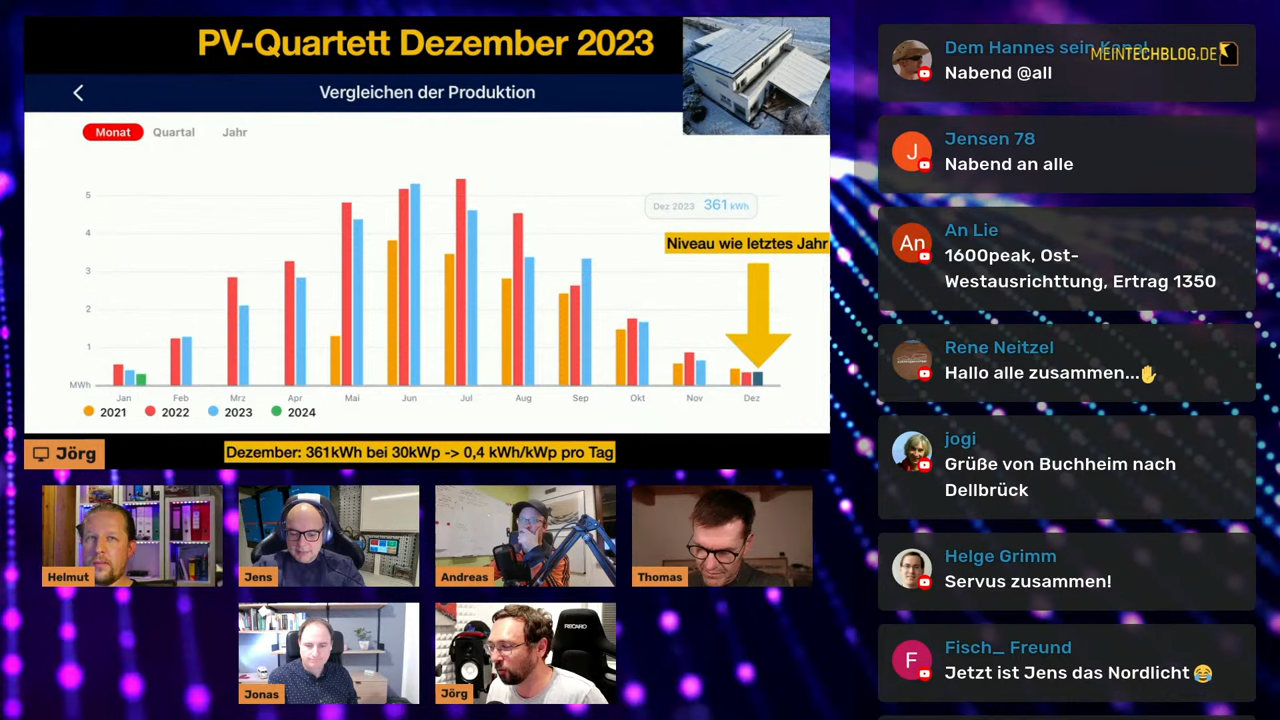 PV-Quartett Dezember 2023
Vergleichen der Produktion
Monat Quartal Jahr
5
4
3
2
1
MWh
Dez 2023 361 kWh
Niveau wie letztes Jahr
Jan Feb Mrz Apr Mai Jun Jul Aug Sep Okt Nov Dez
2021 2022 2023 2024
Jörg
Dezember: 361kWh bei 30kWp -> 0,4 kWh/kWp pro Tag
Helmut
Jens
Andreas
Thomas
Jonas
Jörg
RECARO
MEINTECHBLOG.DE
Dem Hannes sein Kanal
Nabend @all
J
Jensen 78
Nabend an alle
An
An Lie
1600peak, Ost-
Westausrichttung, Ertrag 1350
Rene Neitzel
Hallo alle zusammen...✋
jogi
Grüße von Buchheim nach
Dellbrück
Helge Grimm
Servus zusammen!
F
Fisch_ Freund
Jetzt ist Jens das Nordlicht 😂